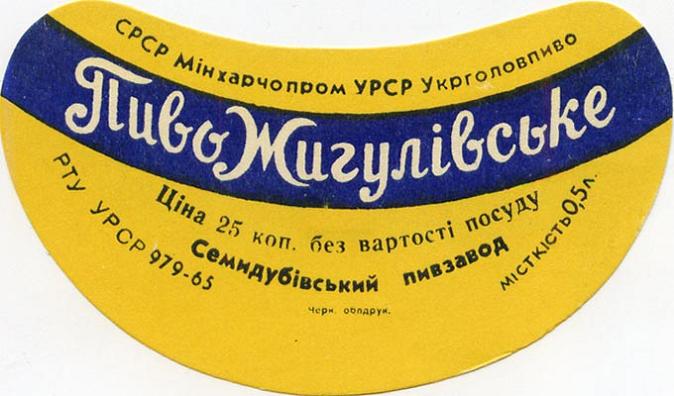 СРСР Мінхарчопром УРСР Укрголовпиво
Пиво Жигулівське
Ціна 25 коп. без вартості посуду
РТУ УРСР 979-65
Семидубівський пивзавод
місткість 0,5 л.
Черк. облдрук.